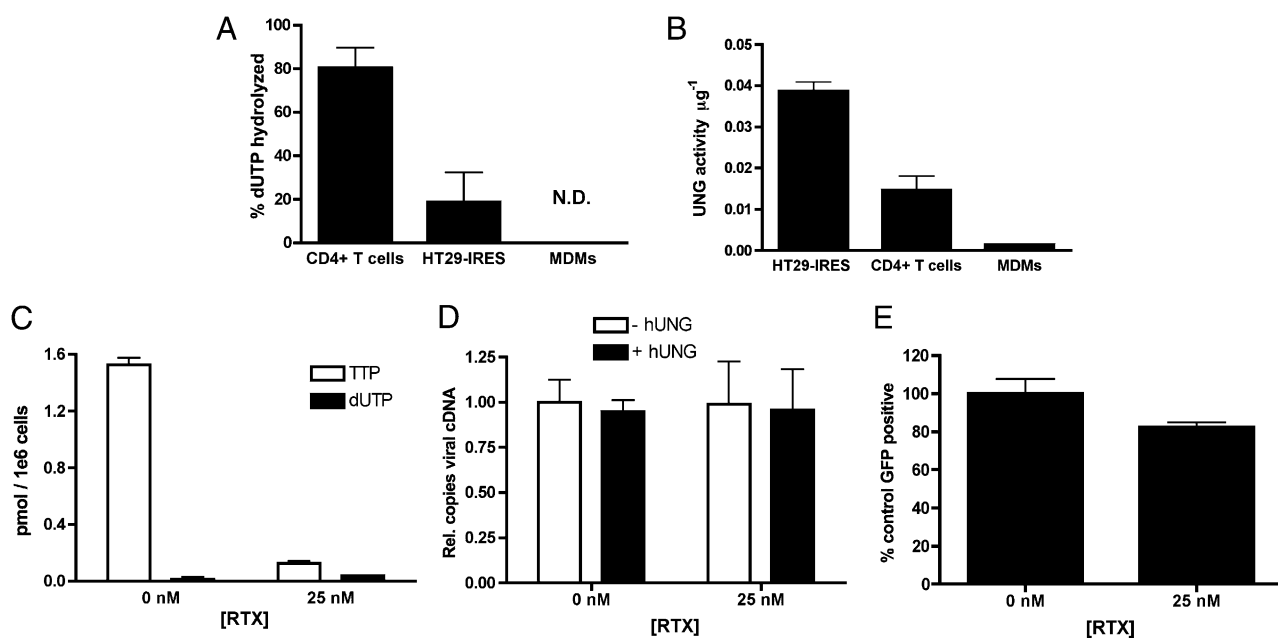 A
% dUTP hydrolyzed
100
80
60
40
20
0
N.D.
CD4+ T cells
HT29-IRES
MDMs
B
UNG activity µg-1
0.05
0.04
0.03
0.02
0.01
0.00
HT29-IRES
CD4+ T cells
MDMs
C
pmol / 1e6 cells
1.6
1.2
0.8
0.4
0.0
TTP
dUTP
0 nM
25 nM
[RTX]
D
- hUNG
+ hUNG
Rel. copies viral cDNA
1.25
1.00
0.75
0.50
0.25
0.00
0 nM
25 nM
[RTX]
E
% control GFP positive
120
100
80
60
40
20
0
0 nM
25 nM
[RTX]